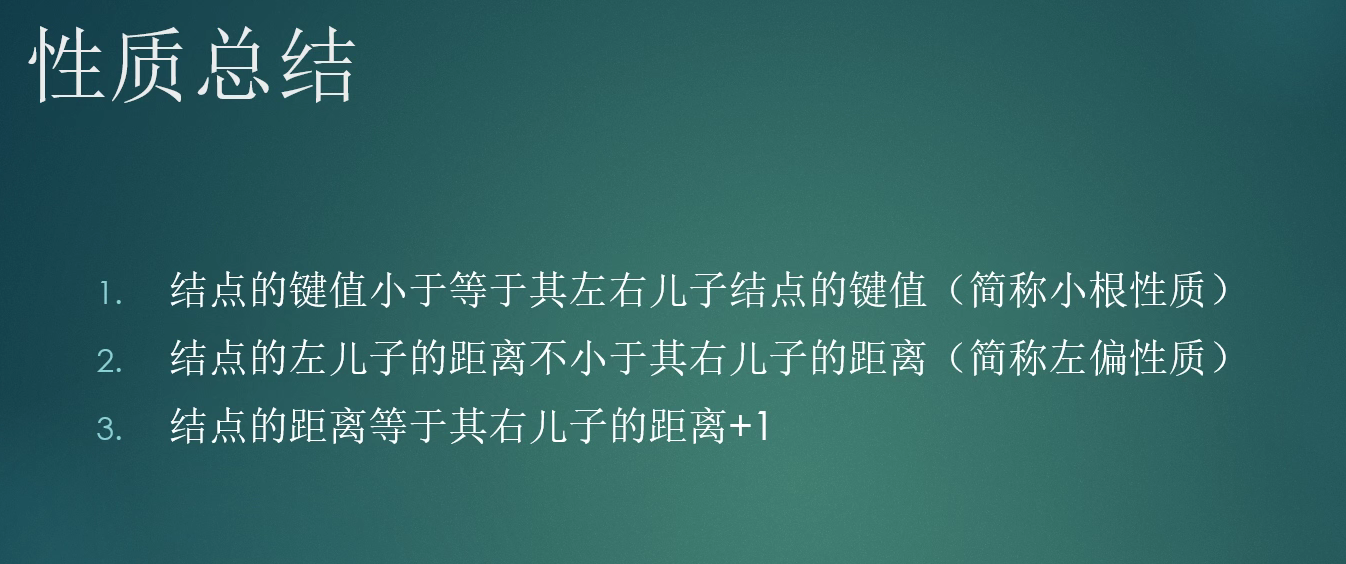 性质总结
1. 结点的键值小于等于其左右儿子结点的键值（简称小根性质）
2. 结点的左儿子的距离不小于其右儿子的距离（简称左偏性质）
3. 结点的距离等于其右儿子的距离+1